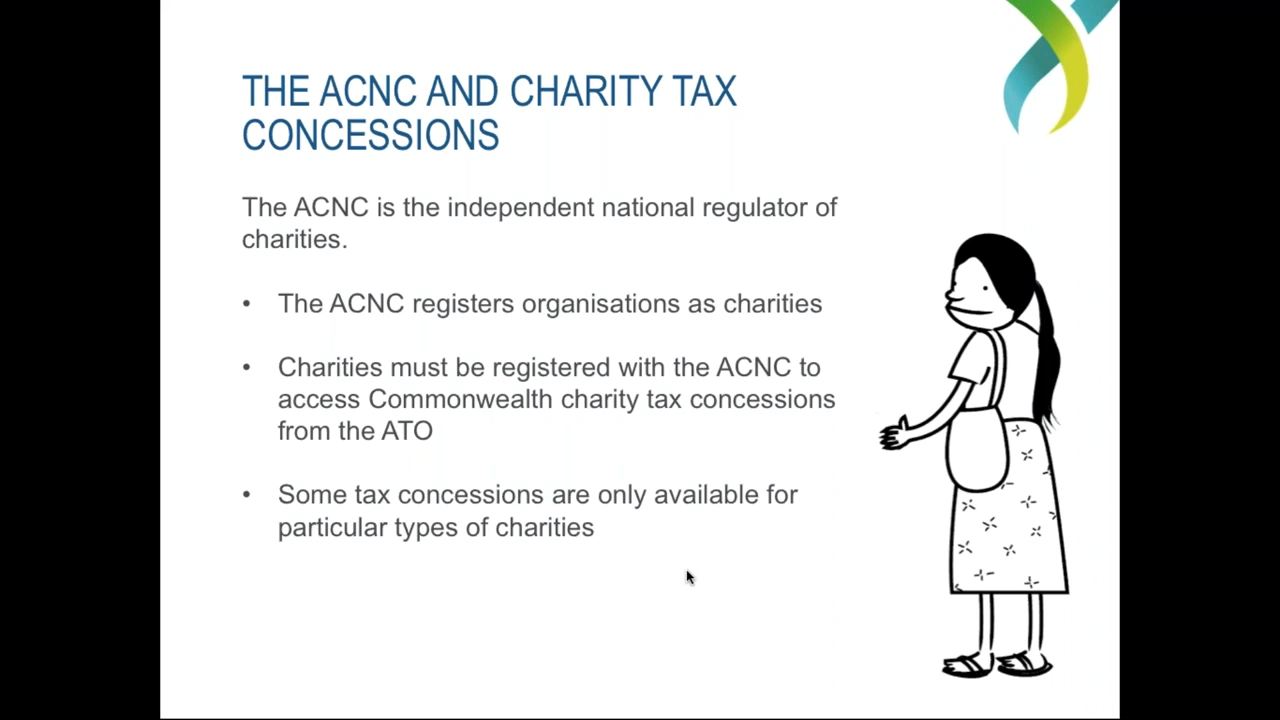 THE ACNC AND CHARITY TAX
CONCESSIONS
The ACNC is the independent national regulator of
charities.
• The ACNC registers organisations as charities
• Charities must be registered with the ACNC to
access Commonwealth charity tax concessions
from the ATO
• Some tax concessions are only available for
particular types of charities